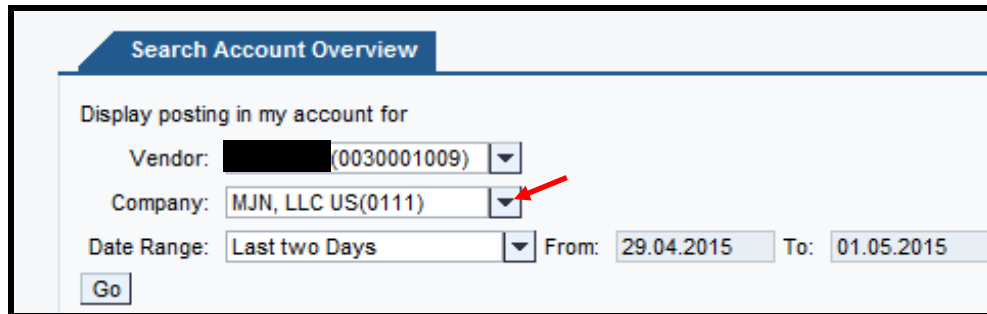 Search Account Overview
Display posting in my account for
Vendor: (0030001009)
Company: MJN, LLC US(0111)
Date Range: Last two Days From: 29.04.2015 To: 01.05.2015
Go